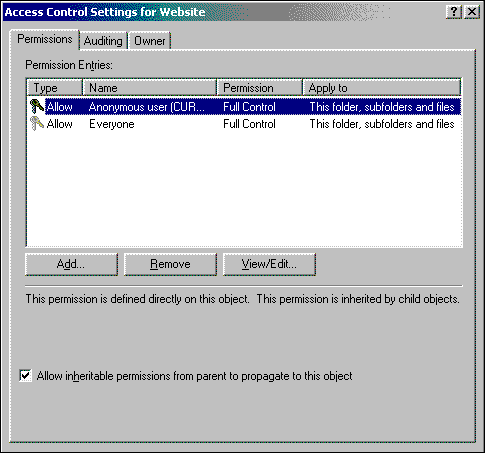 Access Control Settings for Website
Permissions Auditing Owner
Permission Entries:
Type Name Permission Apply to
Allow Anonymous user (CUR... Full Control This folder, subfolders and files
Allow Everyone Full Control This folder, subfolders and files
Add... Remove View/Edit...
This permission is defined directly on this object. This permission is inherited by child objects.
Allow inheritable permissions from parent to propagate to this object